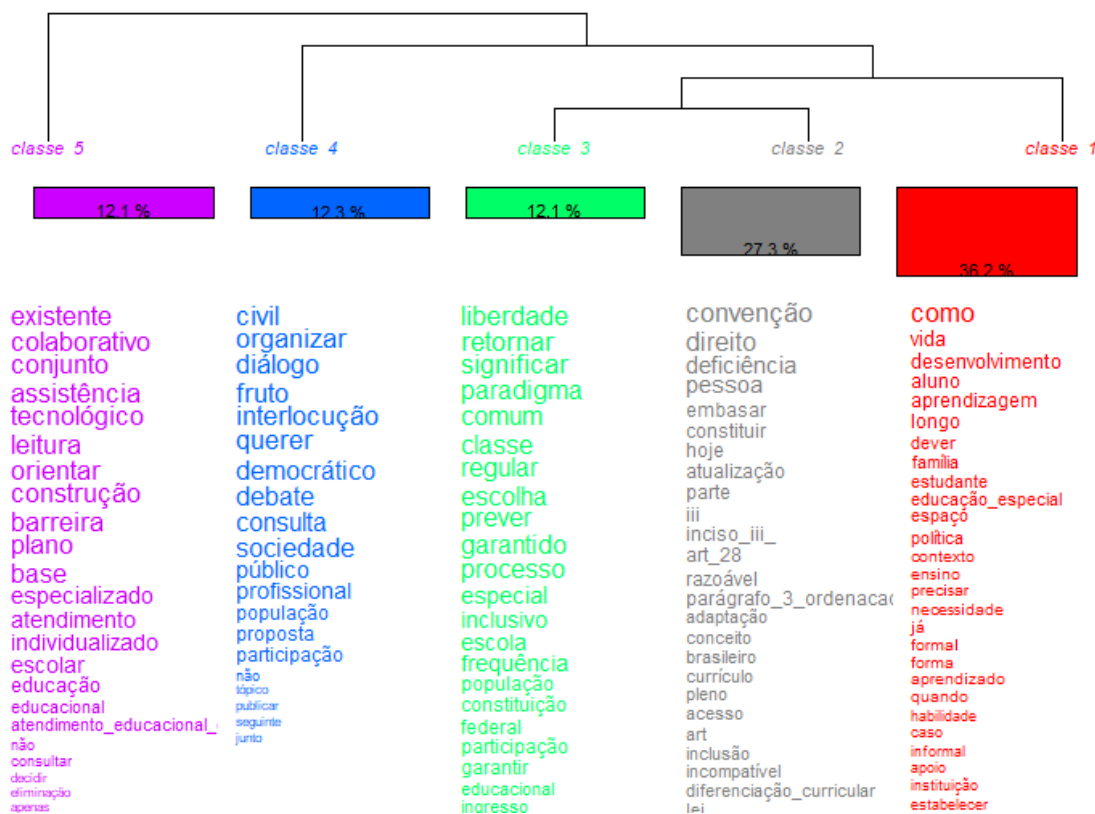 classe 5
classe 4
classe 3
classe 2
classe 1
12.1 %
12.3 %
12.1 %
27.3 %
36.2 %
existente
colaborativo
conjunto
assistência
tecnológico
leitura
orientar
construção
barreira
plano
base
especializado
atendimento
individualizado
escolar
educação
educacional
atendimento_educacional_
não
consultar
decidir
eliminação
apenas
civil
organizar
diálogo
fruto
interlocução
querer
democrático
debate
consulta
sociedade
público
profissional
população
proposta
participação
não
tópico
publicar
seguinte
junto
liberdade
retornar
significar
paradigma
comum
classe
regular
escolha
prever
garantido
processo
especial
inclusivo
escola
frequência
população
constituição
federal
participação
garantir
educacional
ingresso
convenção
direito
deficiência
pessoa
embasar
constituir
hoje
atualização
parte
iii
inciso_iii_
art_28
razoável
parágrafo_3_ordenacao
adaptação
conceito
brasileiro
currículo
pleno
acesso
art
inclusão
incompatível
diferenciação_curricular
lei
como
vida
desenvolvimento
aluno
aprendizagem
longo
dever
família
estudante
educação_especial
espaço
política
contexto
ensino
precisar
necessidade
já
formal
forma
aprendizado
quando
habilidade
caso
informal
apoio
instituição
estabelecer